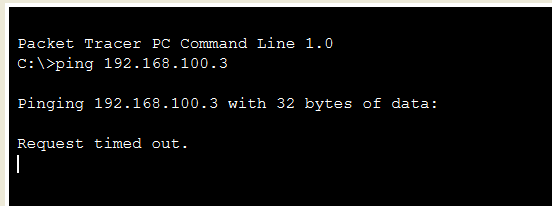 Packet Tracer PC Command Line 1.0
C:\>ping 192.168.100.3
Pinging 192.168.100.3 with 32 bytes of data:
Request timed out.